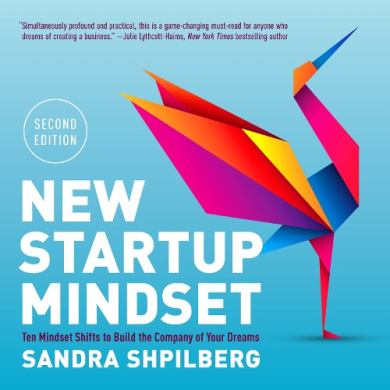 "Simultaneously profound and practical, this is a game-changing must-read for anyone who
dreams of creating a business." — Julie Lythcott-Haims, New York Times bestselling author
SECOND
EDITION
NEW
STARTUP
MINDSET
Ten Mindset Shifts to Build the Company of Your Dreams
SANDRA SHPILBERG